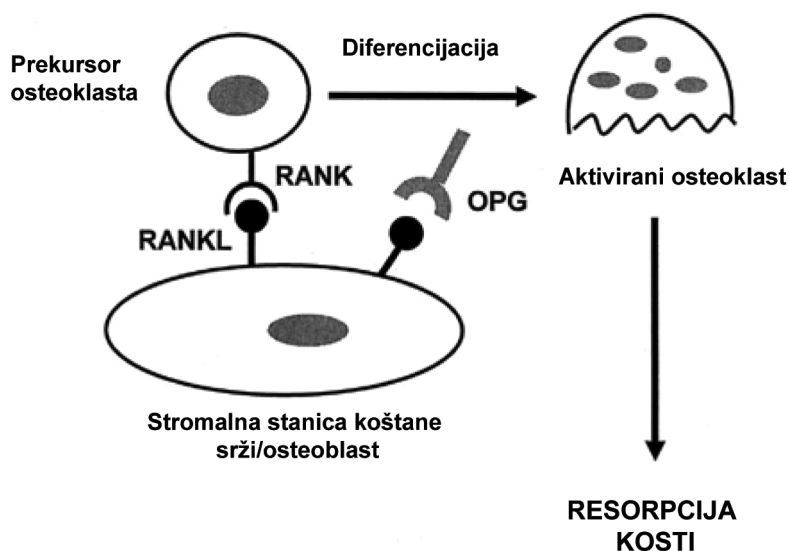 Prekursor
osteoklasta
Diferencijacija
Aktivirani osteoklast
RANK
OPG
RANKL
Stromalna stanica koštane
srži/osteoblast
RESORPCIJA
KOSTI